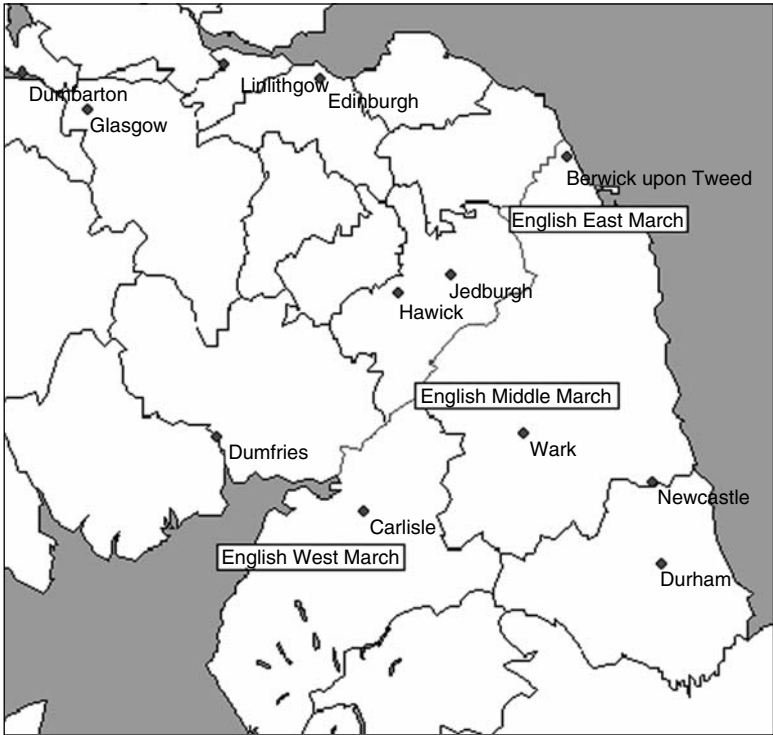 Dumbarton
Linlithgow
Edinburgh
Glasgow
Berwick upon Tweed
English East March
Jedburgh
Hawick
English Middle March
Dumfries
Wark
Newcastle
Carlisle
English West March
Durham